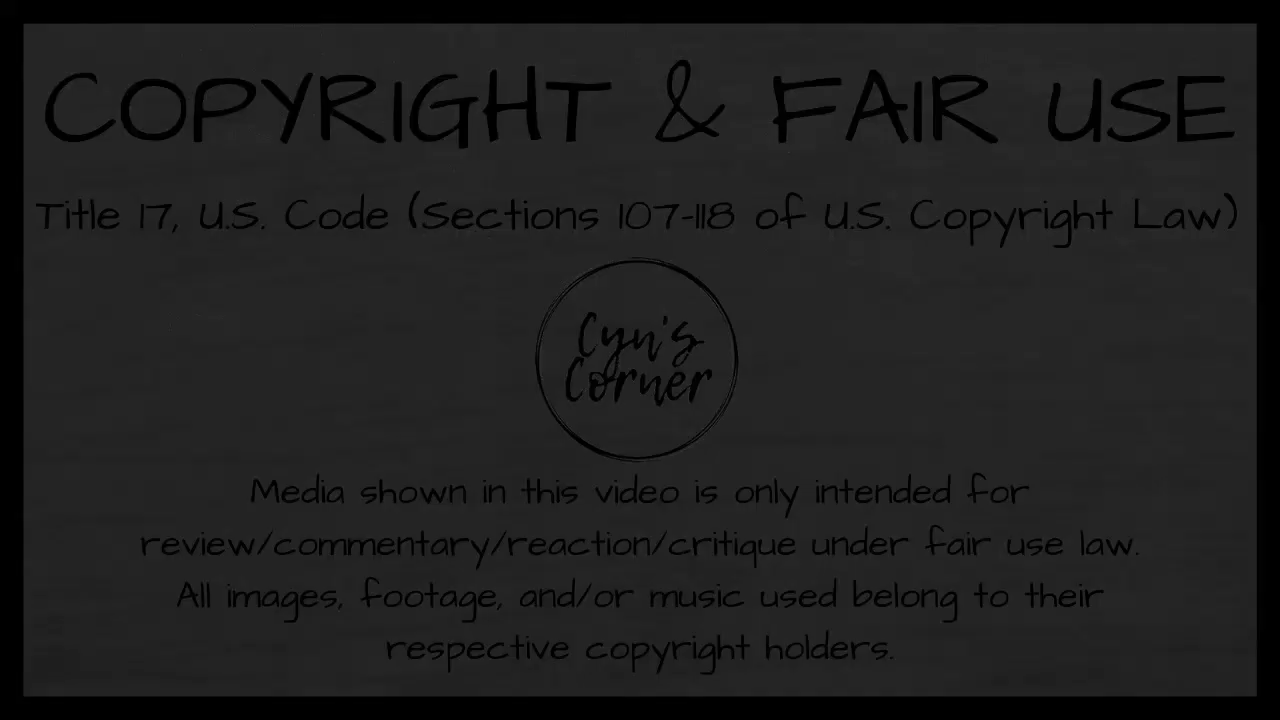 COPYRIGHT & FAIR USE
Title 17, U.S. Code (Sections 107-118 of U.S. Copyright Law)
Cyn's
Corner
Media shown in this video is only intended for
review/commentary/reaction/critique under fair use law.
All images, footage, and/or music used belong to their
respective copyright holders.